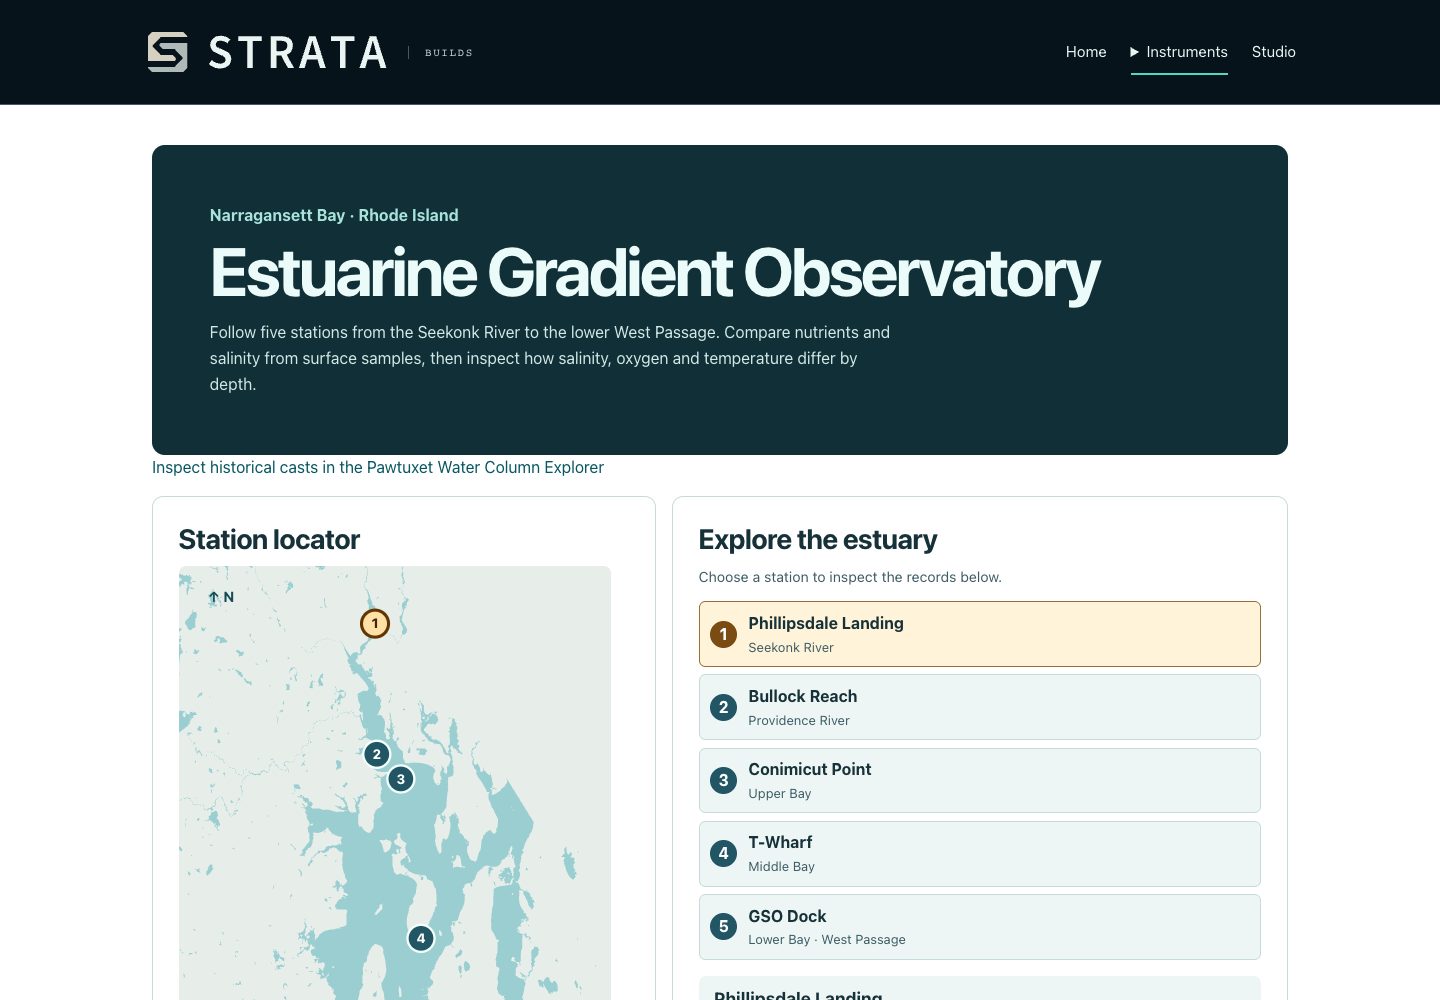 STRATA
BUILDS
Home
Instruments
Studio
Narragansett Bay · Rhode Island
Estuarine Gradient Observatory
Follow five stations from the Seekonk River to the lower West Passage. Compare nutrients and
salinity from surface samples, then inspect how salinity, oxygen and temperature differ by
depth.
Inspect historical casts in the Pawtuxet Water Column Explorer
Station locator
↑ N
1
2
3
4
Explore the estuary
Choose a station to inspect the records below.
1
Phillipsdale Landing
Seekonk River
2
Bullock Reach
Providence River
3
Conimicut Point
Upper Bay
4
T-Wharf
Middle Bay
5
GSO Dock
Lower Bay · West Passage
Phillipsdale Landing